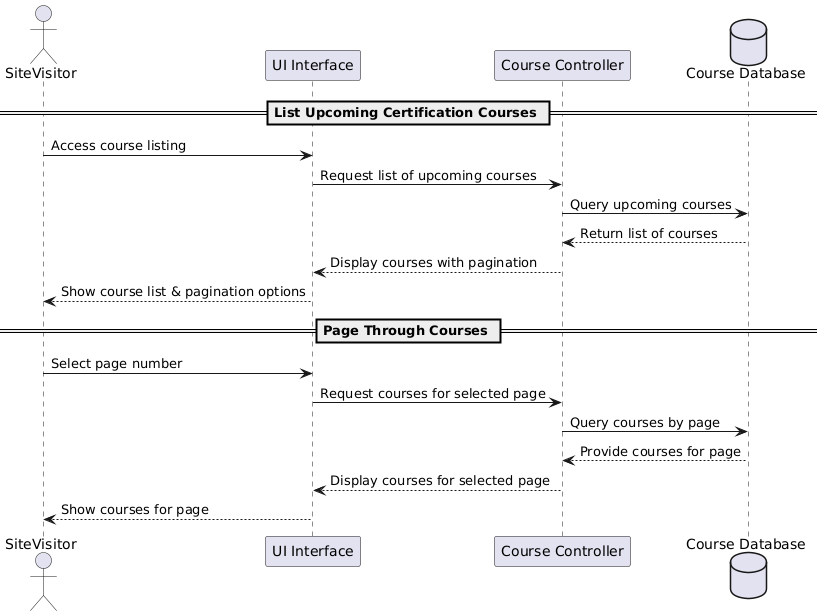 SiteVisitor
UI Interface
Course Controller
Course Database
List Upcoming Certification Courses
Access course listing
Request list of upcoming courses
Query upcoming courses
Return list of courses
Display courses with pagination
Show course list & pagination options
Page Through Courses
Select page number
Request courses for selected page
Query courses by page
Provide courses for page
Display courses for selected page
Show courses for page
SiteVisitor
UI Interface
Course Controller
Course Database